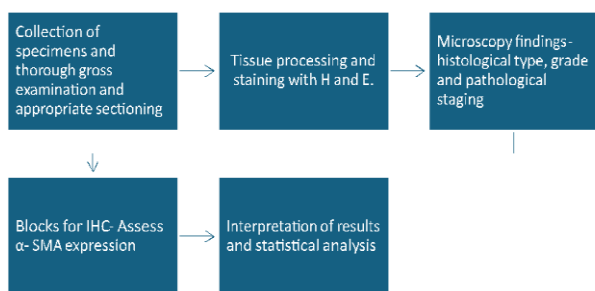 Collection of
specimens and
thorough gross
examination and
appropriate sectioning
Tissue processing and
staining with H and E.
Microscopy findings-
histological type, grade
and pathological
staging
Blocks for IHC- Assess
α- SMA expression
Interpretation of results
and statistical analysis